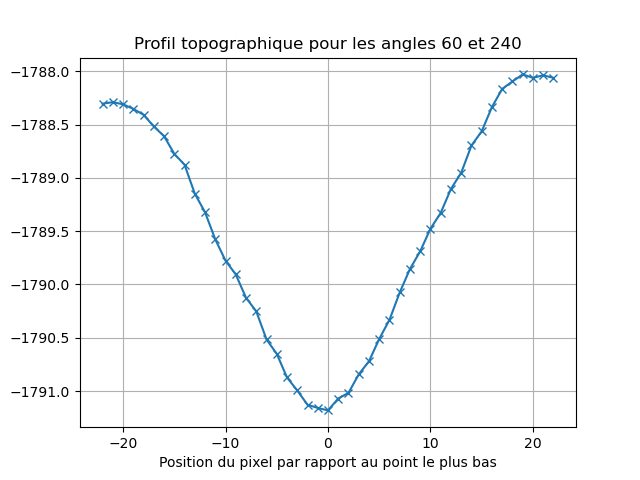 Profil topographique pour les angles 60 et 240
−1788.0
−1788.5
−1789.0
−1789.5
−1790.0
−1790.5
−1791.0
−20 −10 0 10 20
Position du pixel par rapport au point le plus bas